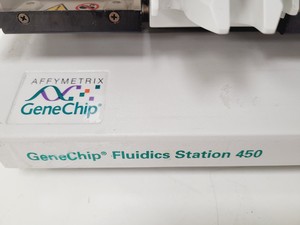 AFFYMETRIX
GeneChip®
GeneChip® Fluidics Station 450